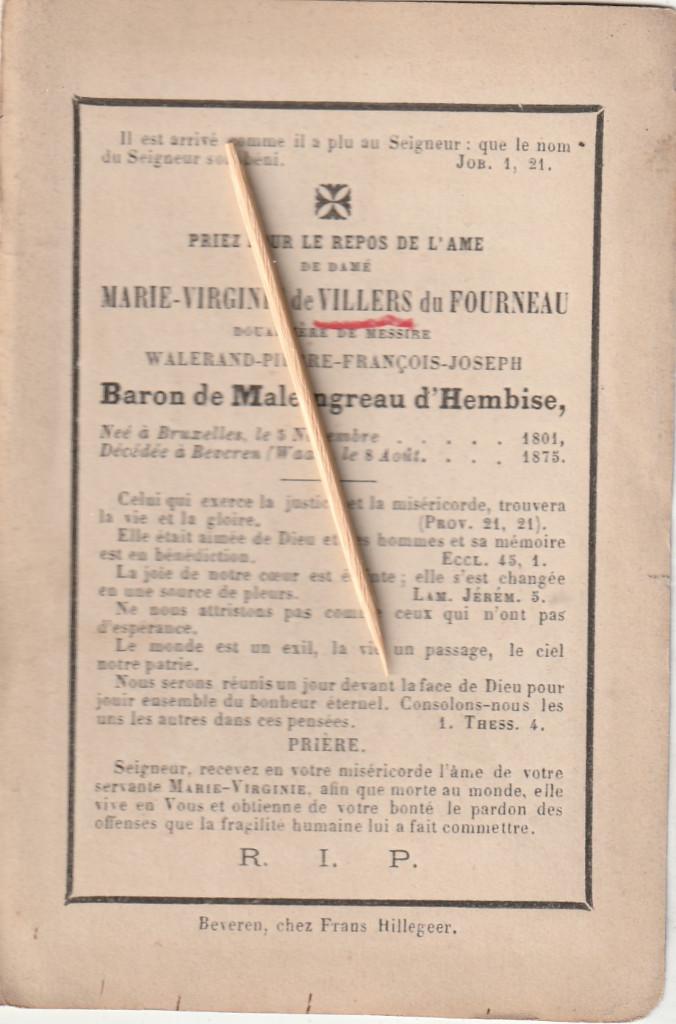 Il est arrivé comme il a plu au Seigneur : que le nom
du Seigneur soit béni. JOB. 1, 21.
PRIEZ POUR LE REPOS DE L'AME
DE DAME
MARIE-VIRGINIE de VILLERS du FOURNEAU
DOUAIRIÈRE DE MESSIRE
WALERAND-PIERRE-FRANÇOIS-JOSEPH
Baron de Maleingreau d'Hembise,
Neé à Bruxelles, le 5 Novembre . . . . . 1801,
Décédée à Beveren (Waas) le 8 Août. . . . 1875.
Celui qui exerce la justice et la miséricorde, trouvera
la vie et la gloire. (PROV. 21, 21).
Elle était aimée de Dieu et des hommes et sa mémoire
est en bénédiction. ECCL. 45, 1.
La joie de notre cœur est éteinte ; elle s'est changée
en une source de pleurs. LAM. JÉRÉM. 5.
Ne nous attristons pas comme ceux qui n'ont pas
d'espérance.
Le monde est un exil, la vie un passage, le ciel
notre patrie.
Nous serons réunis un jour devant la face de Dieu pour
jouir ensemble du bonheur éternel. Consolons-nous les
uns les autres dans ces pensées. 1. THESS. 4.
PRIÈRE.
Seigneur, recevez en votre miséricorde l'âme de votre
servante MARIE-VIRGINIE, afin que morte au monde, elle
vive en Vous et obtienne de votre bonté le pardon des
offenses que la fragilité humaine lui a fait commettre.
R. I. P.
Beveren, chez Frans Hillegeer.